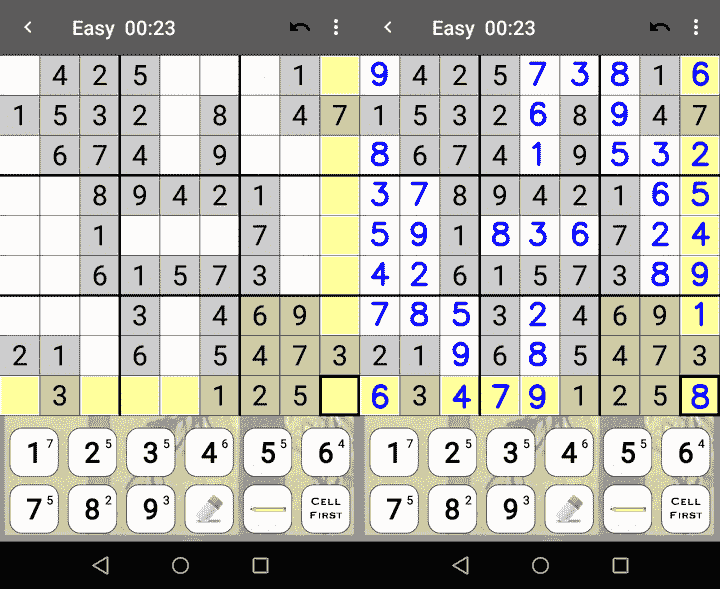 Easy 00:23
4 2 5 1
1 5 3 2 8 4 7
6 7 4 9
8 9 4 2 1
1 7
6 1 5 7 3
3 4 6 9
2 1 6 5 4 7 3
3 1 2 5
1 7 2 5 3 5 4 6 5 5 6 4
7 5 8 2 9 3 CELL FIRST
Easy 00:23
9 4 2 5 7 3 8 1 6
1 5 3 2 6 8 9 4 7
8 6 7 4 1 9 5 3 2
3 7 8 9 4 2 1 6 5
5 9 1 8 3 6 7 2 4
4 2 6 1 5 7 3 8 9
7 8 5 3 2 4 6 9 1
2 1 9 6 8 5 4 7 3
6 3 4 7 9 1 2 5 8
1 7 2 5 3 5 4 6 5 5 6 4
7 5 8 2 9 3 CELL FIRST